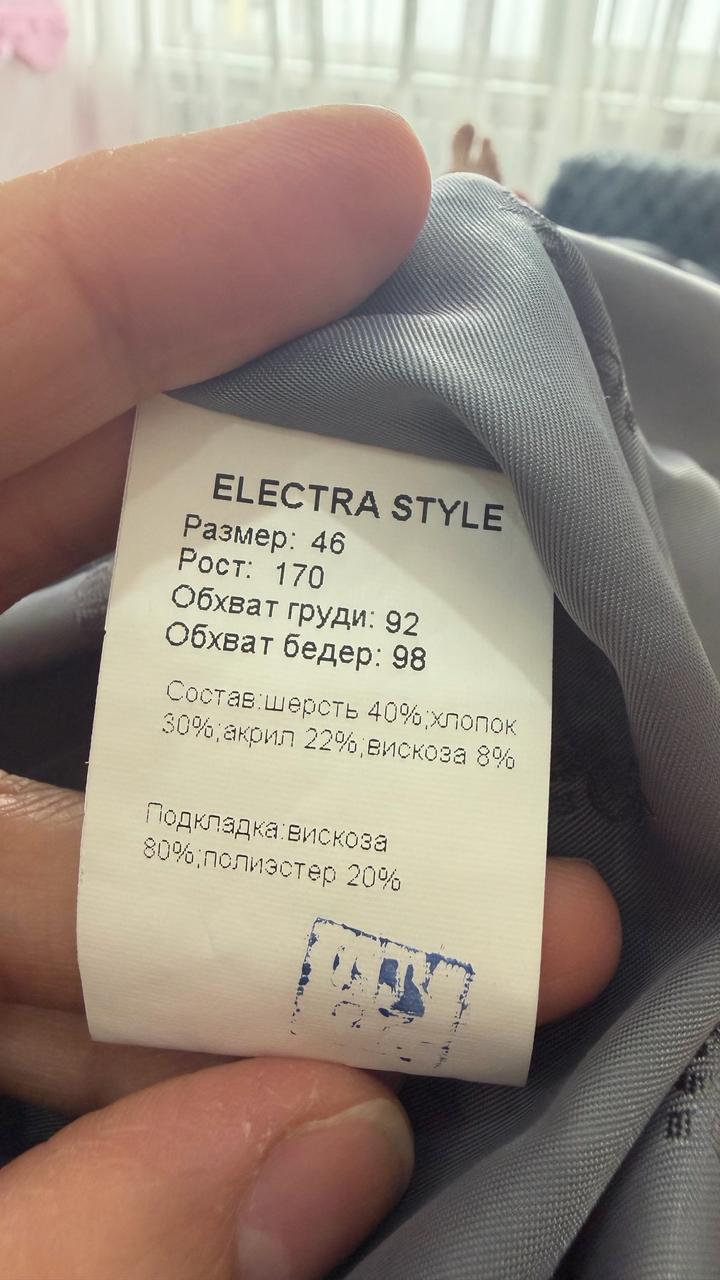 ELECTRA STYLE
Размер: 46
Рост: 170
Обхват груди: 92
Обхват бедер: 98
Состав:шерсть 40%;хлопок
30%;акрил 22%;вискоза 8%
Подкладка:вискоза
80%;полиэстер 20%